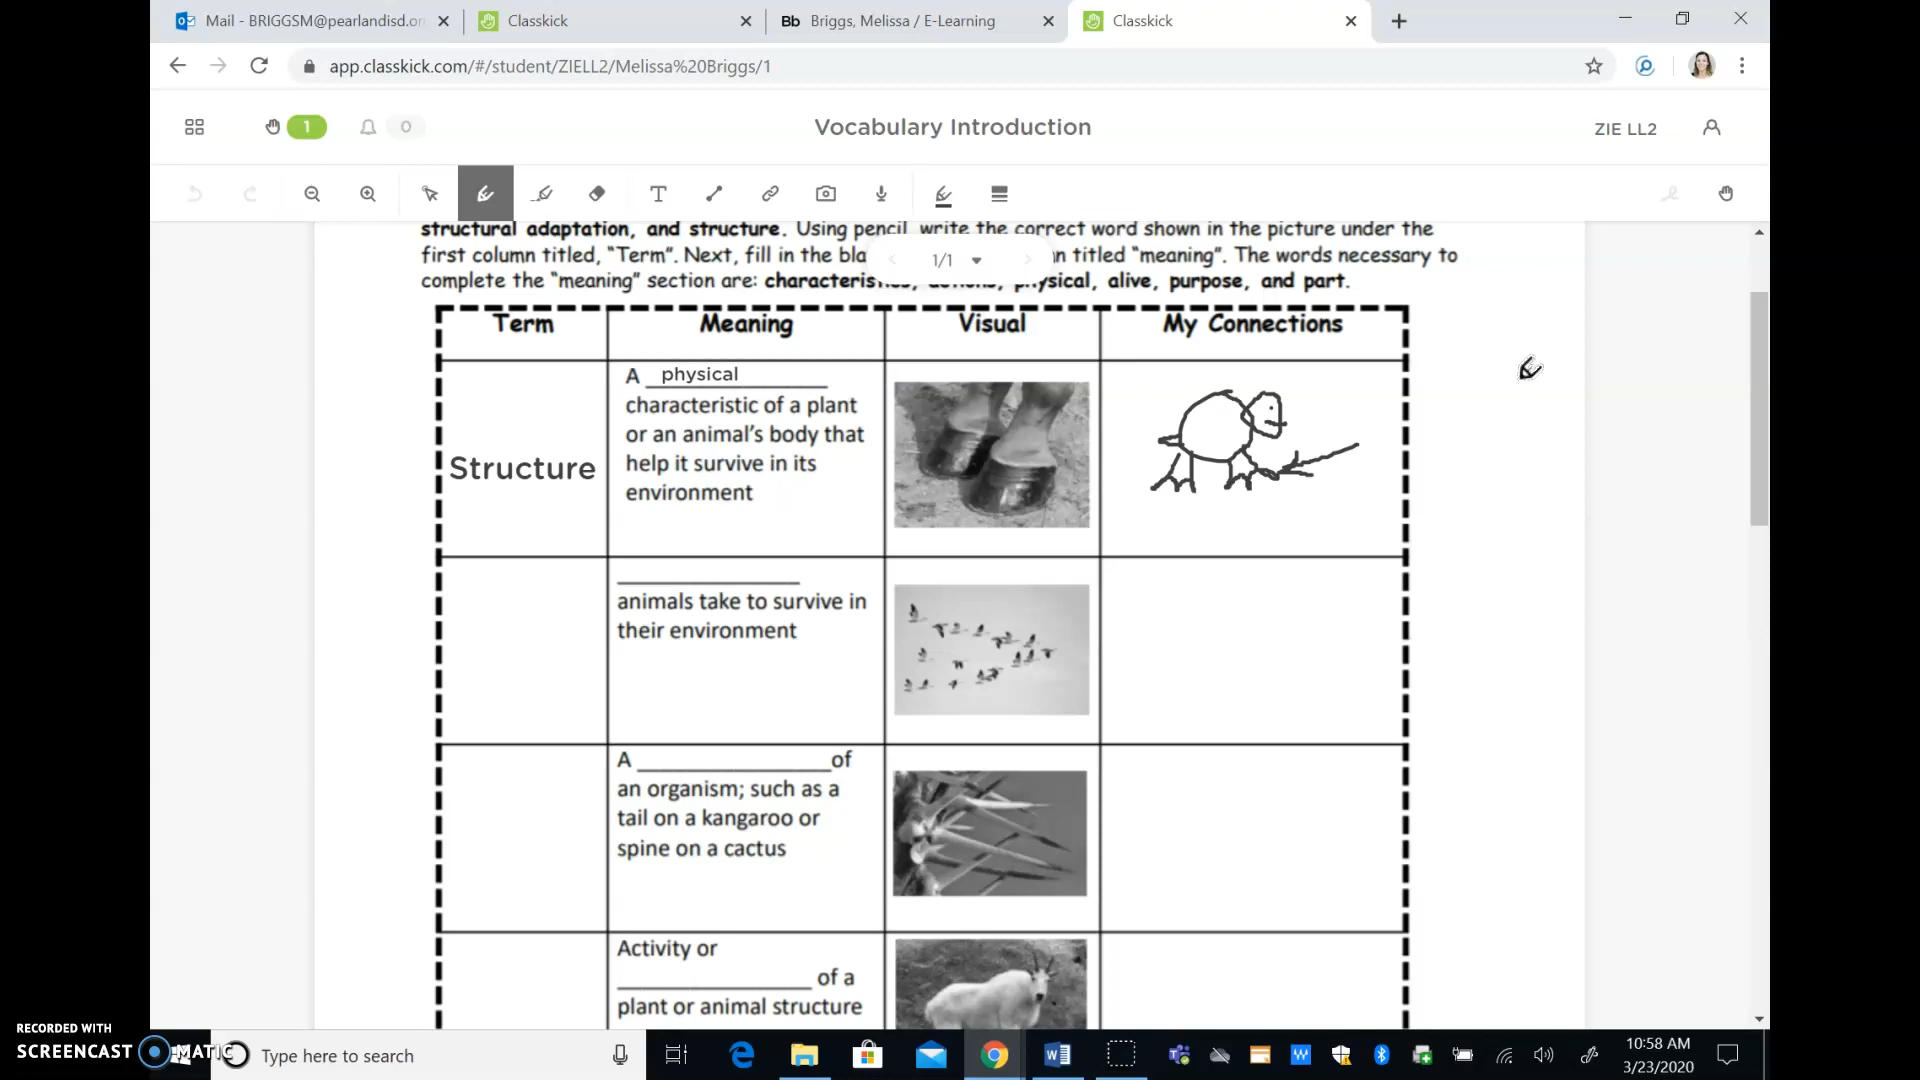 Mail - BRIGGSM@pearlandisd.or
Classkick
Bb Briggs, Melissa / E-Learning
Classkick
app.classkick.com/#/student/ZIELL2/Melissa%20Briggs/1
1
0
Vocabulary Introduction
ZIE LL2
structural adaptation, and structure. Using pencil, write the correct word shown in the picture under the
first column titled, “Term”. Next, fill in the bla n titled “meaning”. The words necessary to
1/1
complete the “meaning” section are: characteristics, actions, physical, alive, purpose, and part.
Term
Meaning
Visual
My Connections
Structure
A physical
characteristic of a plant
or an animal’s body that
help it survive in its
environment
_______________
animals take to survive in
their environment
A ________________of
an organism; such as a
tail on a kangaroo or
spine on a cactus
Activity or
________________ of a
plant or animal structure
RECORDED WITH
SCREENCAST MATIC
Type here to search
10:58 AM
3/23/2020